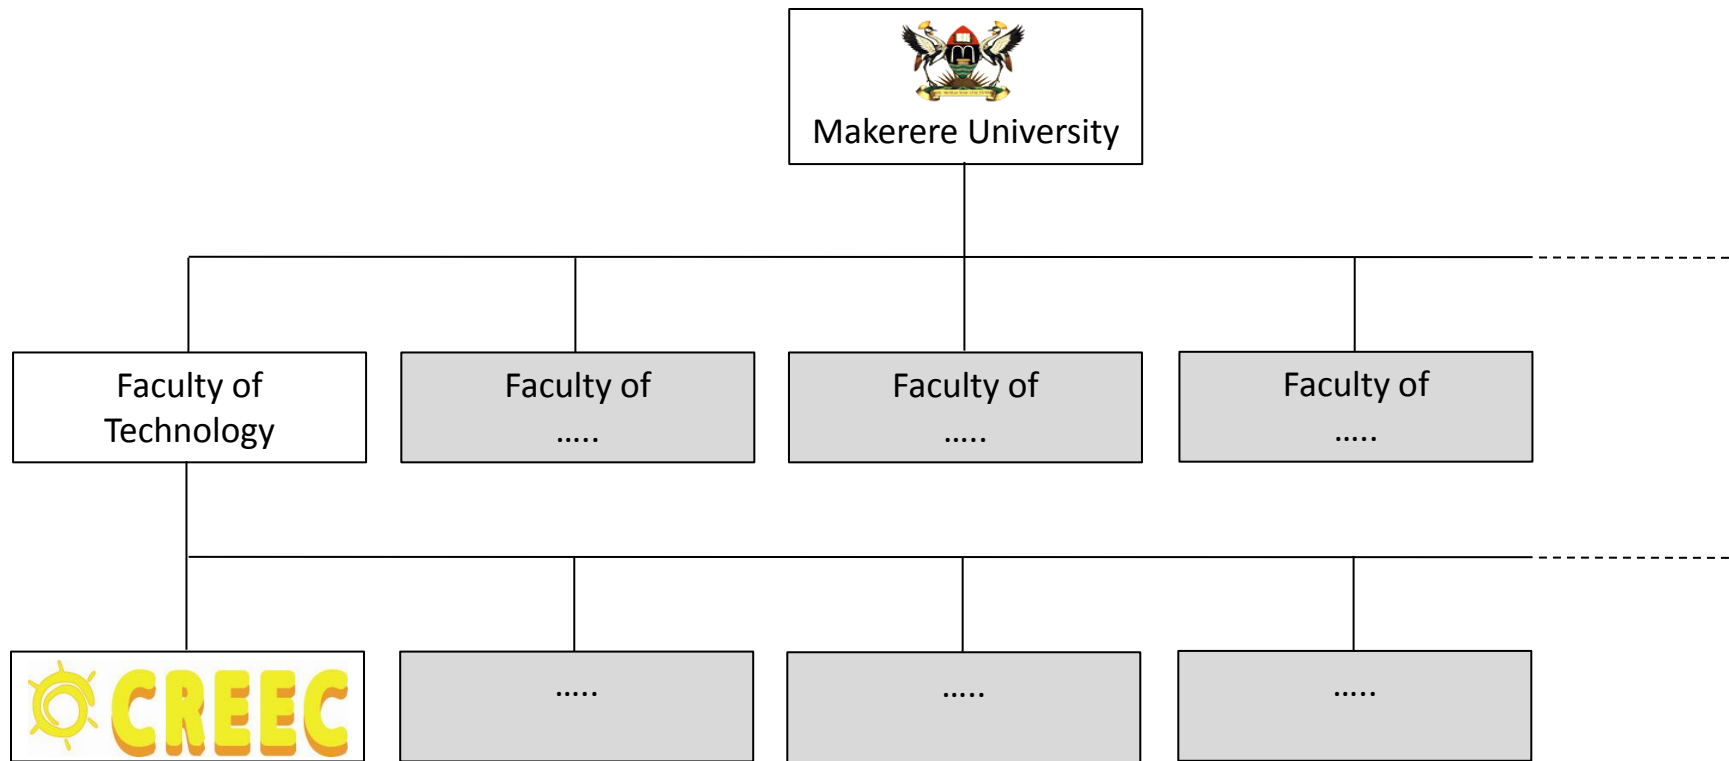 Makerere University
Faculty of
Technology
Faculty of
.....
Faculty of
.....
Faculty of
.....
CREEC
.....
.....
.....